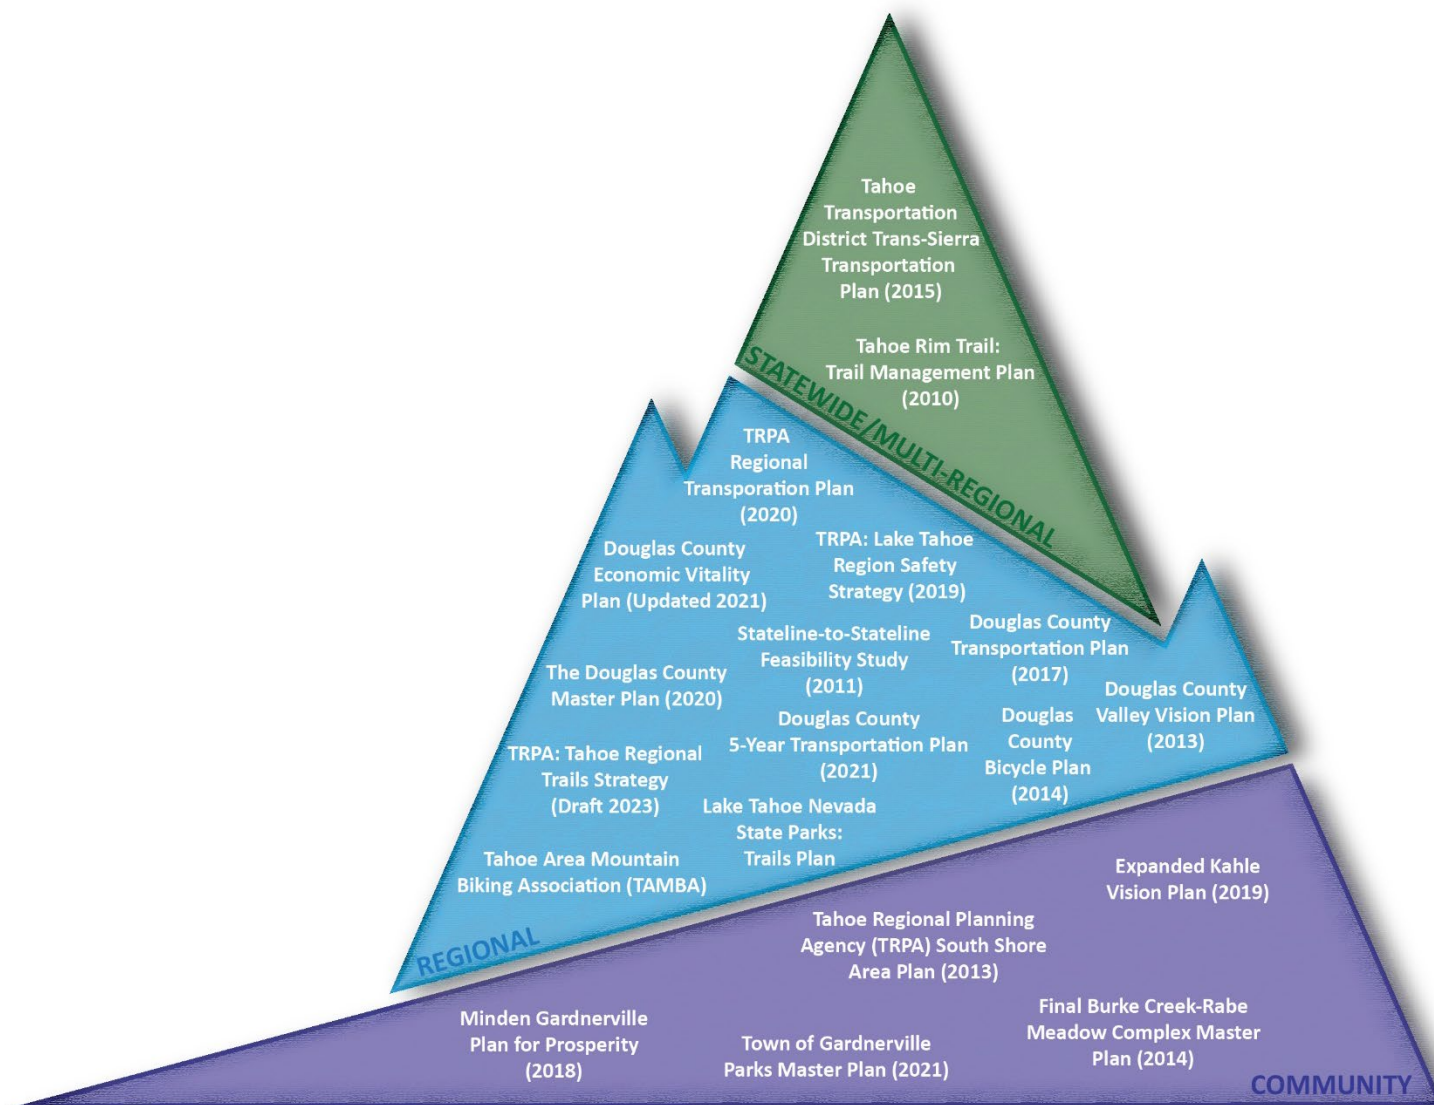 Tahoe
Transportation
District Trans-Sierra
Transportation
Plan (2015)
Tahoe Rim Trail:
Trail Management Plan
(2010)
STATEWIDE/MULTI-REGIONAL
TRPA
Regional
Transporation Plan
(2020)
TRPA: Lake Tahoe
Region Safety
Strategy (2019)
Douglas County
Economic Vitality
Plan (Updated 2021)
Stateline-to-Stateline
Feasibility Study
(2011)
Douglas County
Transportation Plan
(2017)
The Douglas County
Master Plan (2020)
Douglas County
Valley Vision Plan
(2013)
Douglas County
5-Year Transportation Plan
(2021)
Douglas
County
Bicycle Plan
(2014)
TRPA: Tahoe Regional
Trails Strategy
(Draft 2023)
Lake Tahoe Nevada
State Parks:
Trails Plan
Tahoe Area Mountain
Biking Association (TAMBA)
REGIONAL
Expanded Kahle
Vision Plan (2019)
Tahoe Regional Planning
Agency (TRPA) South Shore
Area Plan (2013)
Minden Gardnerville
Plan for Prosperity
(2018)
Town of Gardnerville
Parks Master Plan (2021)
Final Burke Creek-Rabe
Meadow Complex Master
Plan (2014)
COMMUNITY